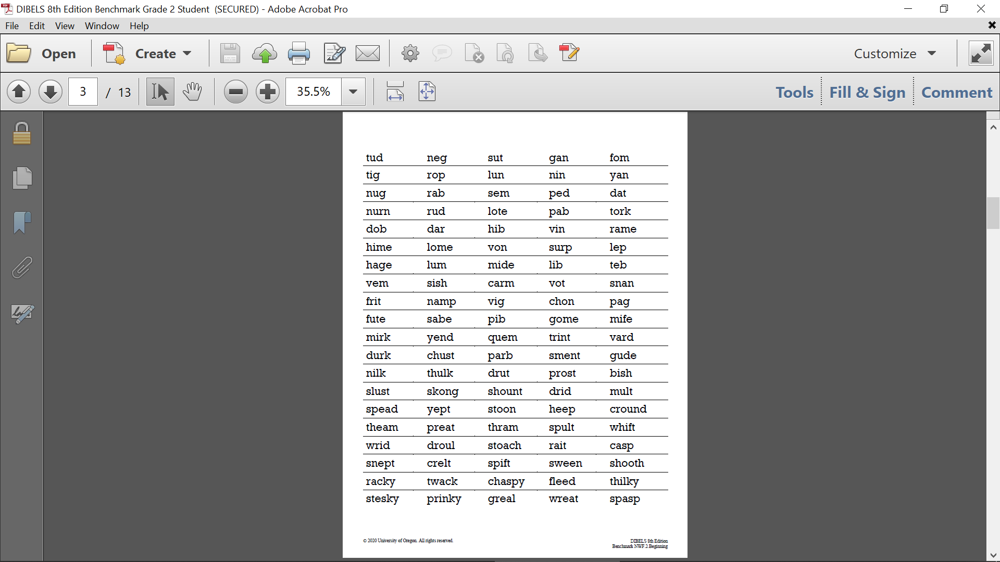 DIBELS 8th Edition Benchmark Grade 2 Student (SECURED) - Adobe Acrobat Pro
File Edit View Window Help
Open Create Customize
3 / 13 35.5% Tools Fill & Sign Comment
tud neg sut gan fom
tig rop lun nin yan
nug rab sem ped dat
nurn rud lote pab tork
dob dar hib vin rame
hime lome von surp lep
hage lum mide lib teb
vem sish carm vot snan
frit namp vig chon pag
fute sabe pib gome mife
mirk yend quem trint vard
durk chust parb sment gude
nilk thulk drut prost bish
slust skong shount drid mult
spead yept stoon heep cround
theam preat thram spult whift
wrid droul stoach rait casp
snept crelt spift sween shooth
racky twack chaspy fleed thilky
stesky prinky greal wreat spasp
© 2020 University of Oregon. All rights reserved. DIBELS 8th Edition
Benchmark NWF.2.Beginning